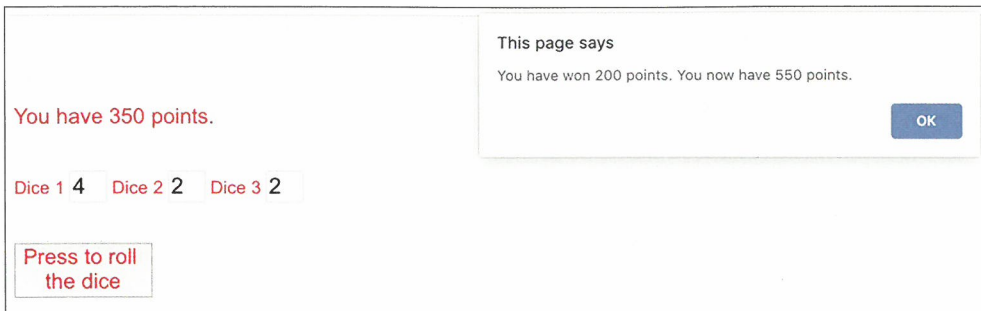 This page says
You have won 200 points. You now have 550 points.
OK
You have 350 points.
Dice 1 4 Dice 2 2 Dice 3 2
Press to roll
the dice